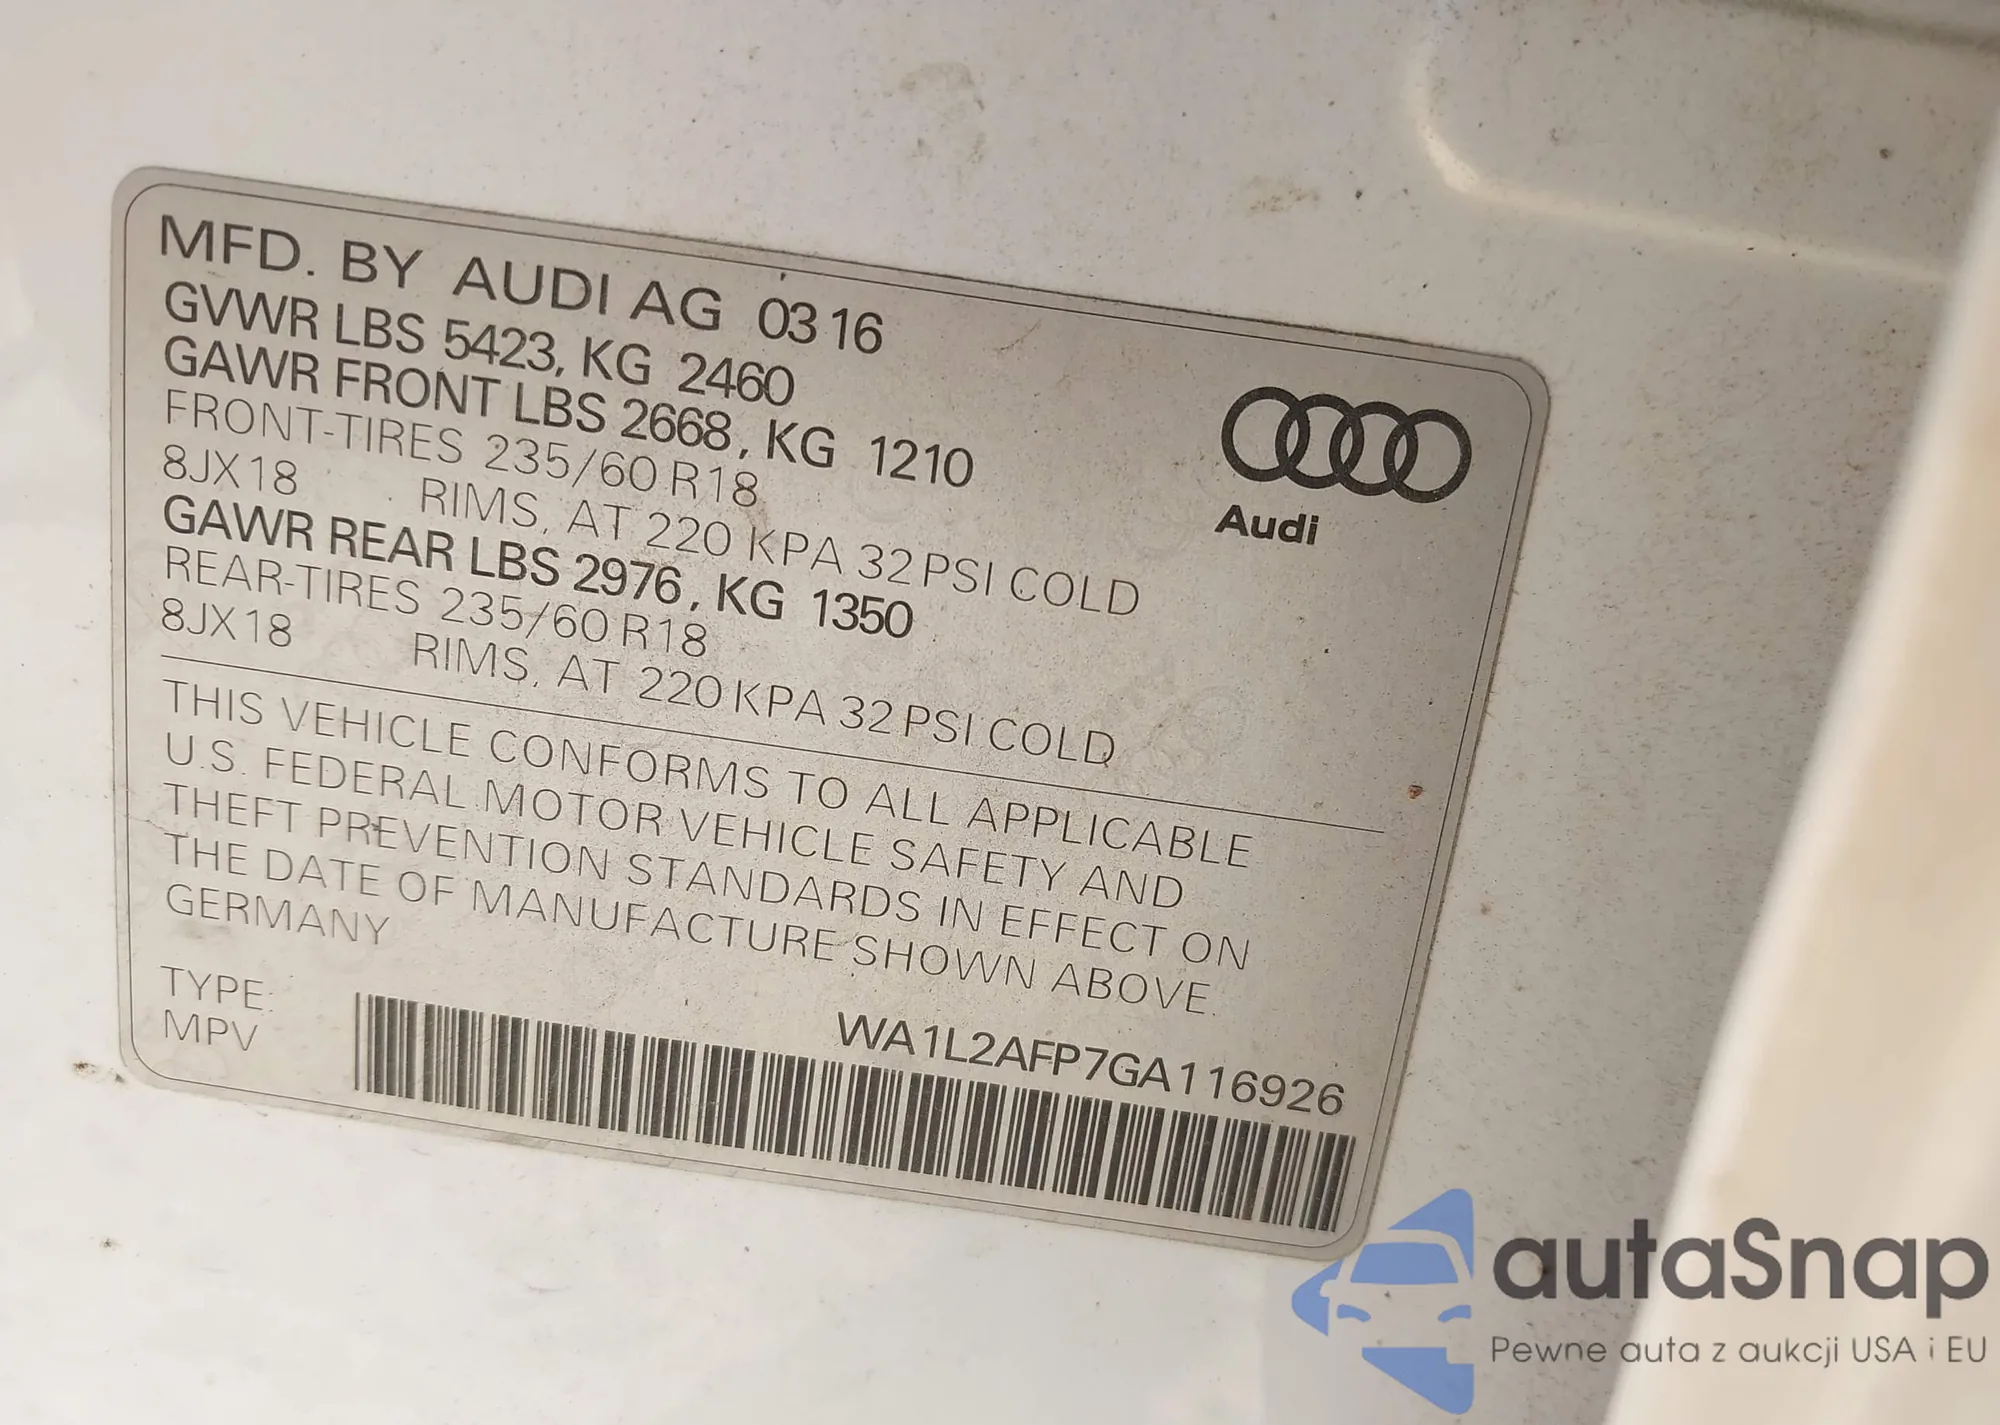 MFD. BY AUDI AG 0316
GVWR LBS 5423, KG 2460
GAWR FRONT LBS 2668, KG 1210
FRONT-TIRES 235/60 R18
8JX18 RIMS, AT 220 KPA 32 PSI COLD
GAWR REAR LBS 2976, KG 1350
REAR-TIRES 235/60 R18
8JX18 RIMS, AT 220 KPA 32 PSI COLD
Audi
THIS VEHICLE CONFORMS TO ALL APPLICABLE
U.S. FEDERAL MOTOR VEHICLE SAFETY AND
THEFT PREVENTION STANDARDS IN EFFECT ON
THE DATE OF MANUFACTURE SHOWN ABOVE.
GERMANY
TYPE:
MPV
WA1L2AFP7GA116926
autaSnap
Pewne auta z aukcji USA i EU